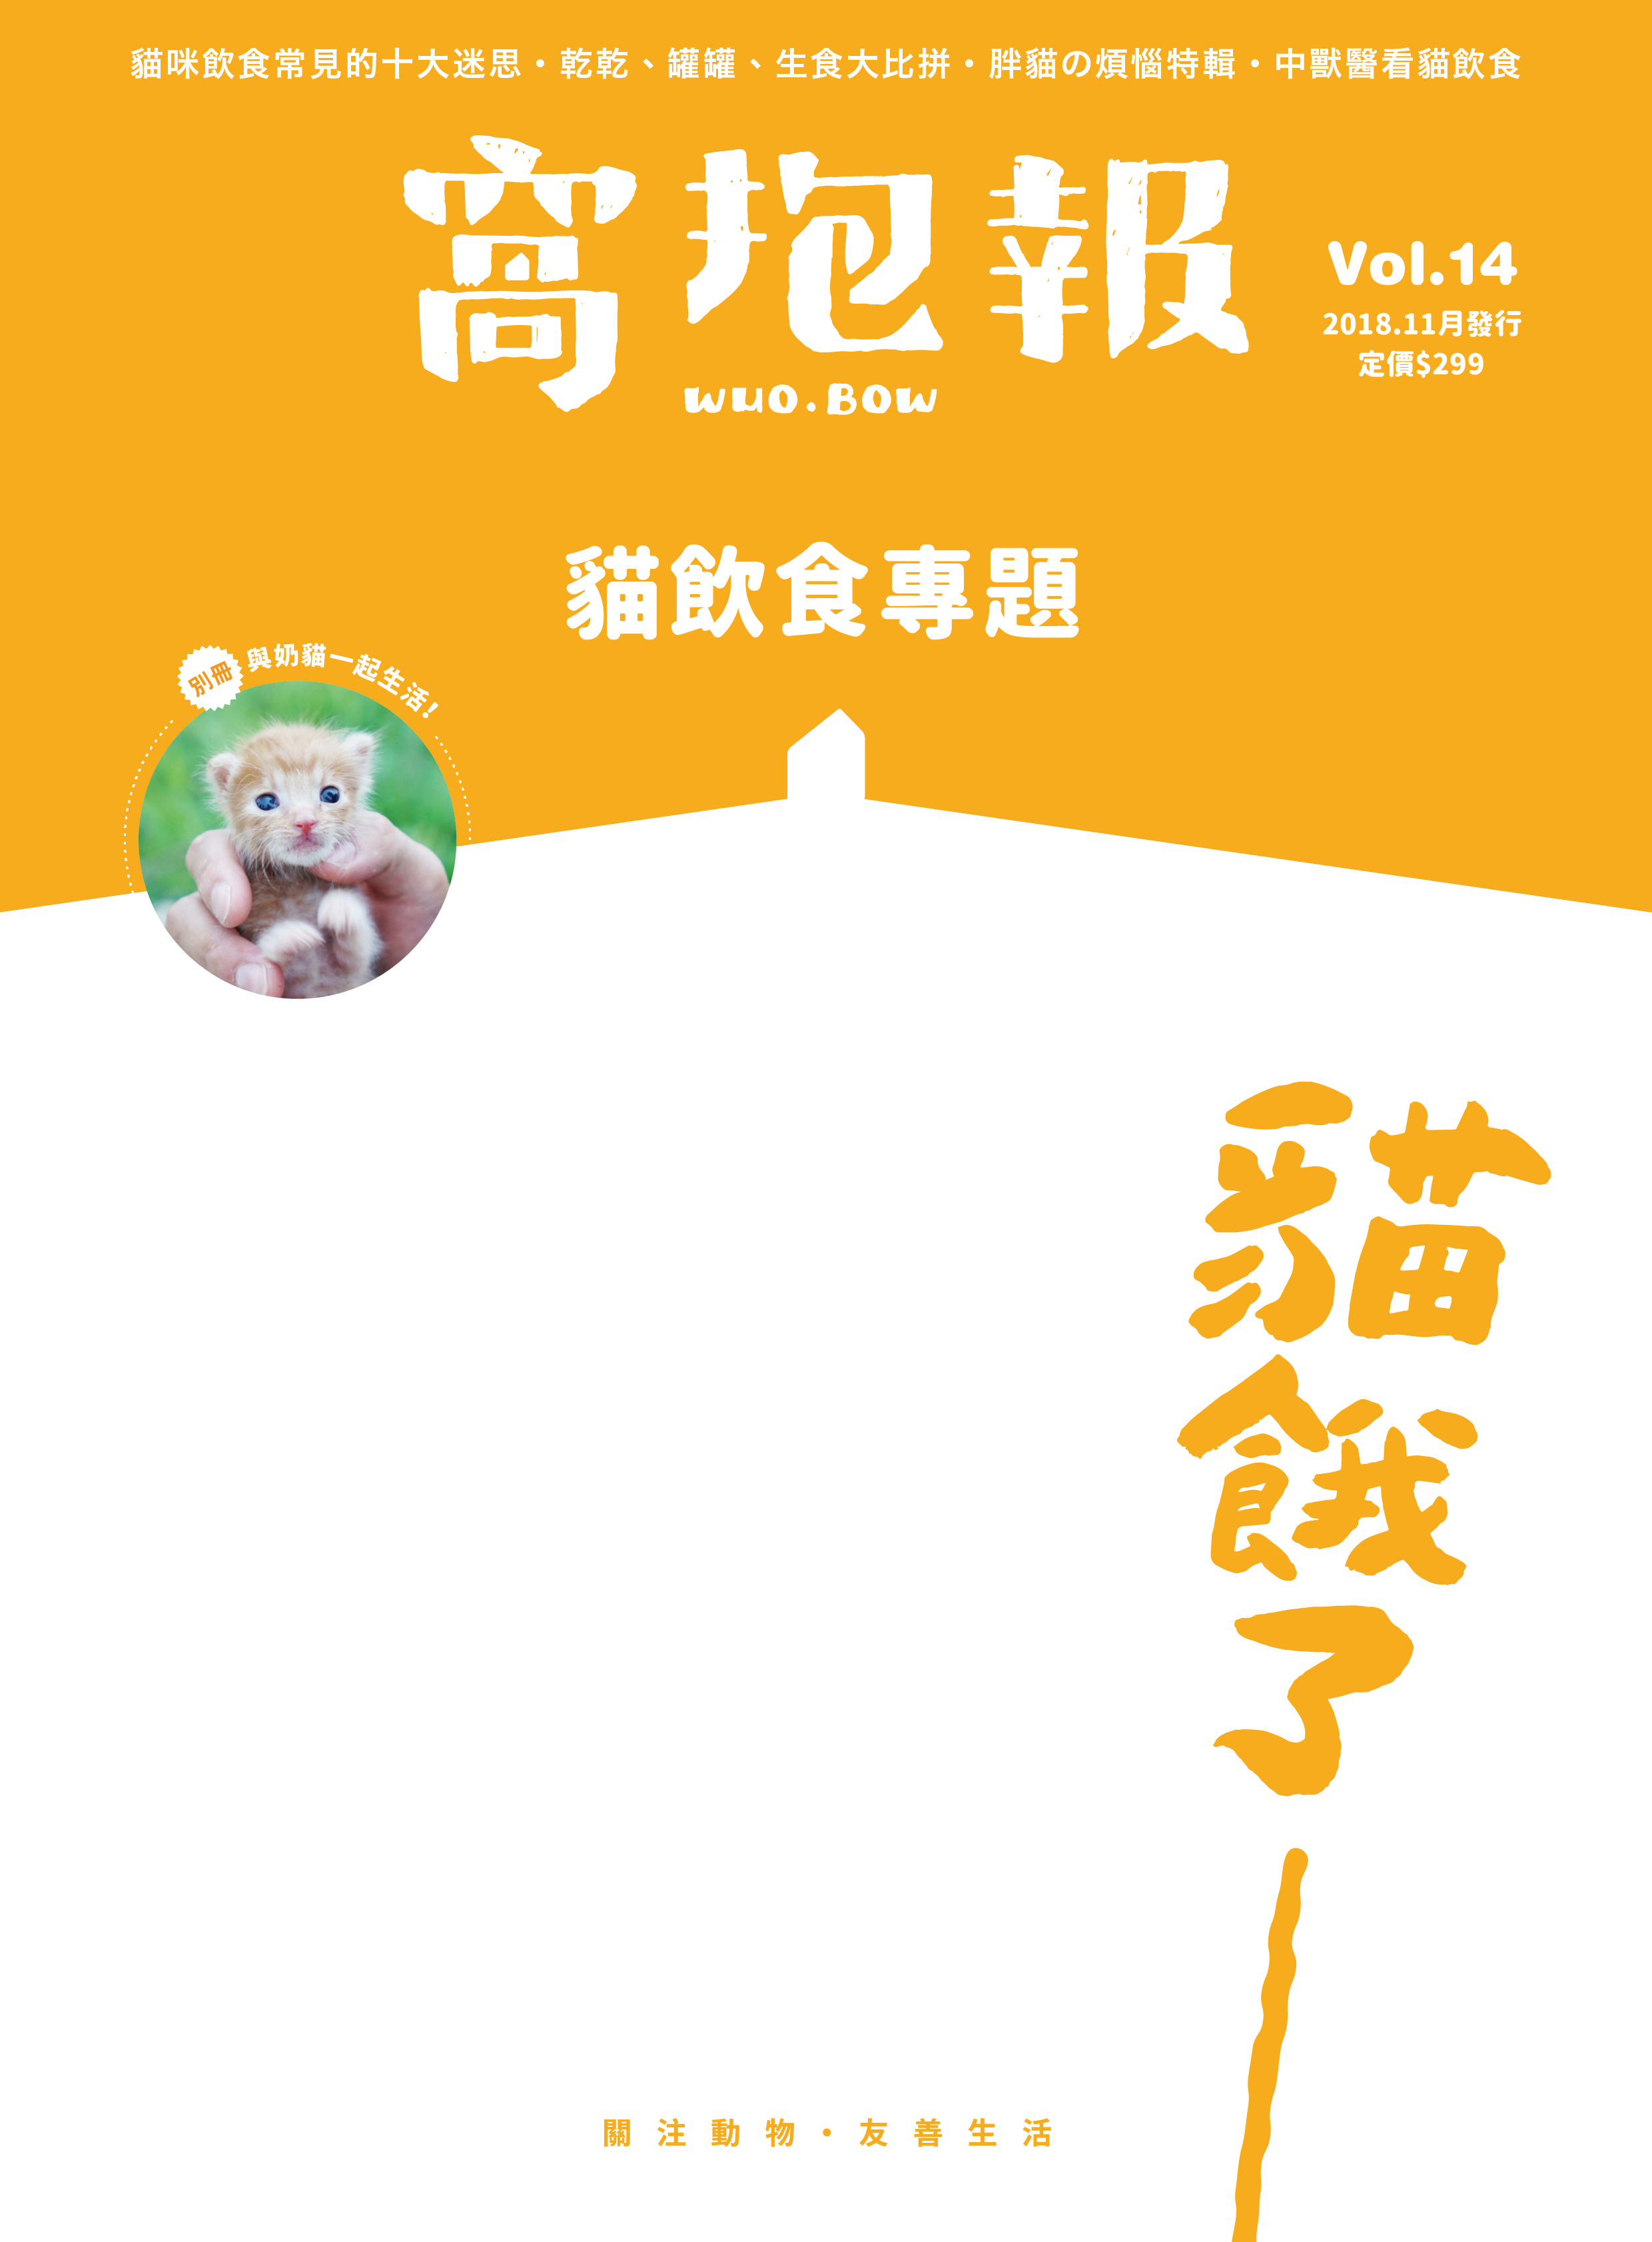 貓咪飲食常見的十大迷思・乾乾、罐罐、生食大比拼・胖貓の煩惱特輯・中獸醫看貓飲食
窩抱報
wuo.Bow
Vol.14
2018.11月發行
定價$299
貓飲食專題
別冊
與奶貓一起生活!
貓餓了—
關注動物・友善生活